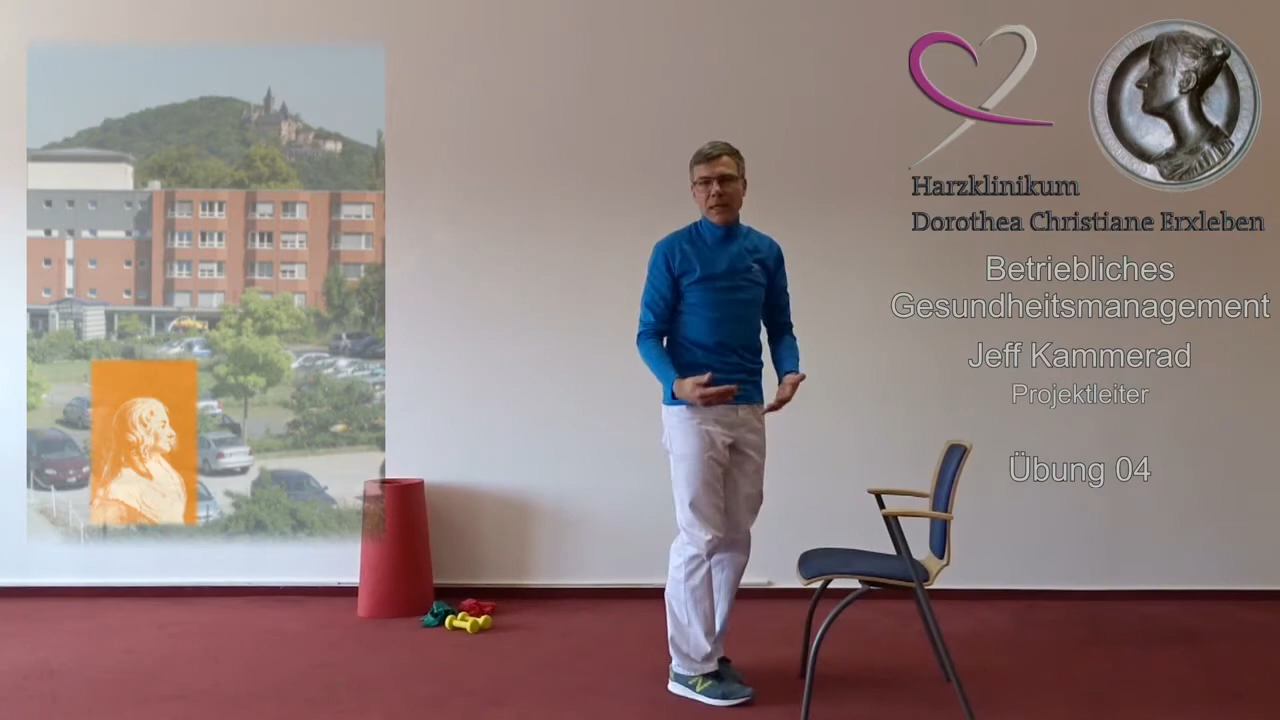 Harzklinikum
Dorothea Christiane Erxleben
Betriebliches
Gesundheitsmanagement
Jeff Kammerad
Projektleiter
Übung 04